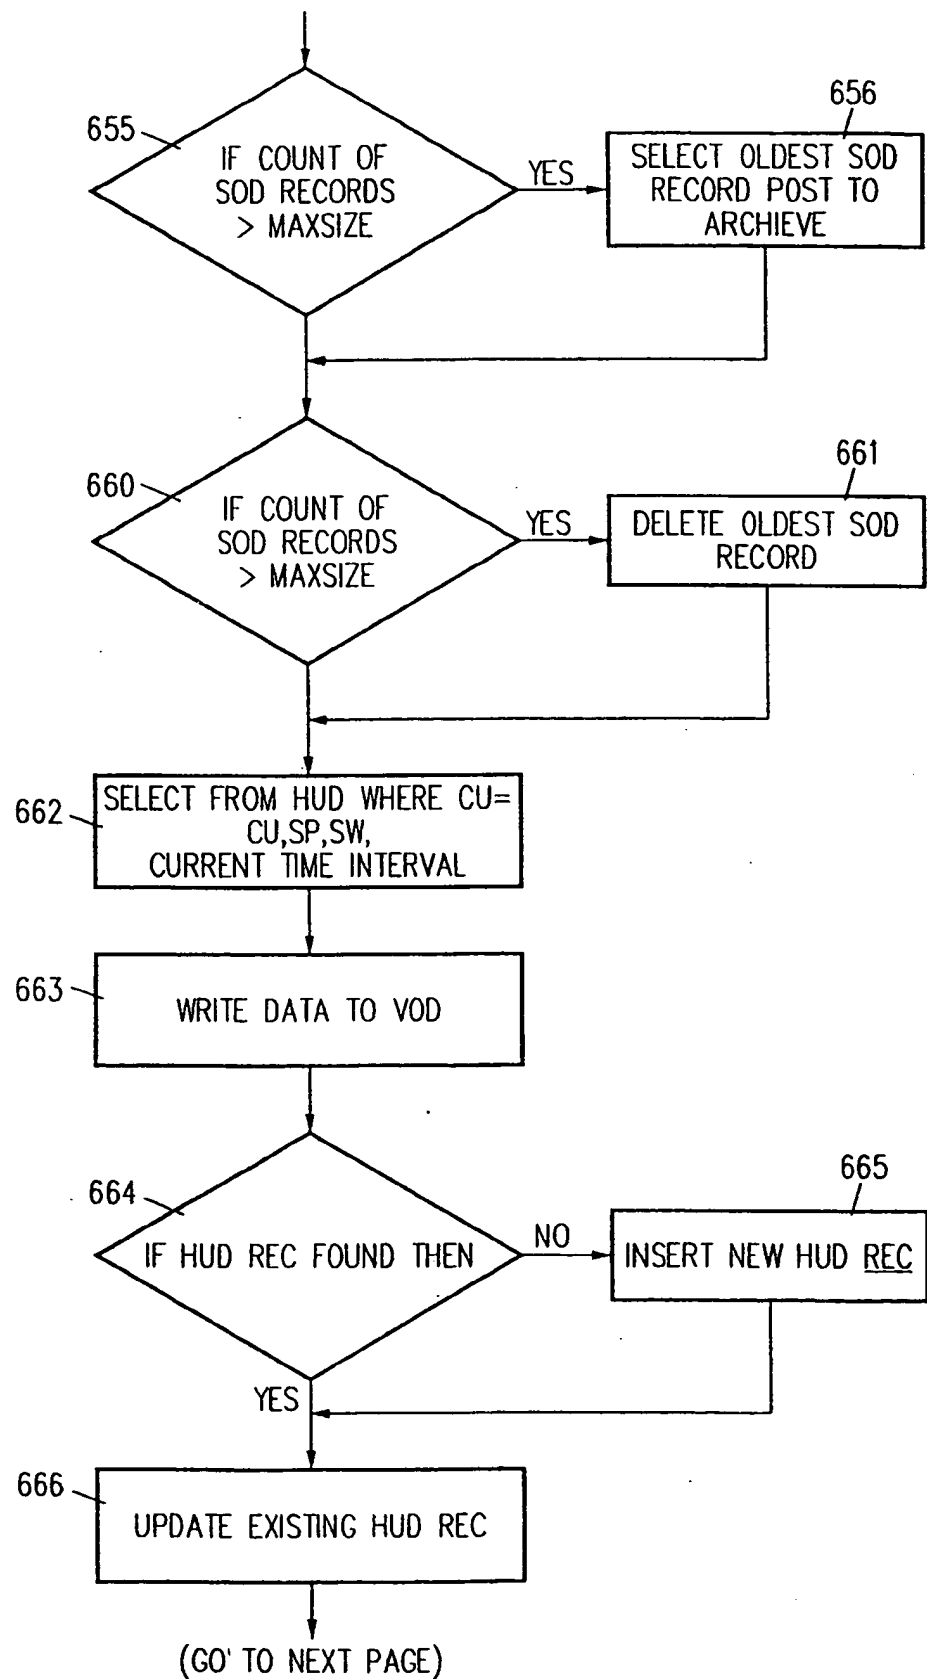 655
IF COUNT OF
SOD RECORDS
> MAXSIZE
YES
656
SELECT OLDEST SOD
RECORD POST TO
ARCHIEVE
660
IF COUNT OF
SOD RECORDS
> MAXSIZE
YES
661
DELETE OLDEST SOD
RECORD
662
SELECT FROM HUD WHERE CU=
CU,SP,SW,
CURRENT TIME INTERVAL
663
WRITE DATA TO VOD
664
IF HUD REC FOUND THEN
NO
665
INSERT NEW HUD REC
YES
666
UPDATE EXISTING HUD REC
(GO' TO NEXT PAGE)